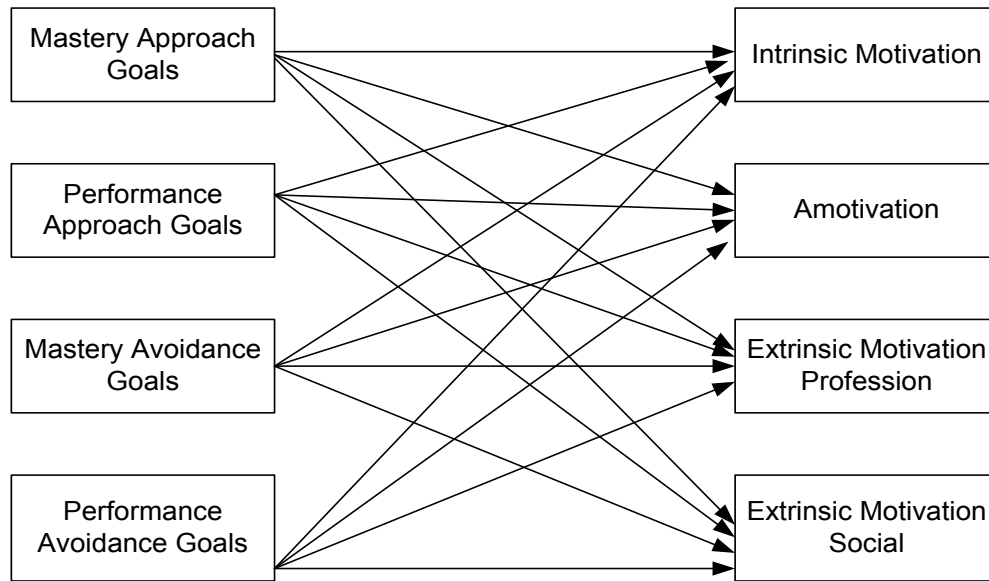 Mastery Approach
Goals
Intrinsic Motivation
Performance
Approach Goals
Amotivation
Mastery Avoidance
Goals
Extrinsic Motivation
Profession
Performance
Avoidance Goals
Extrinsic Motivation
Social